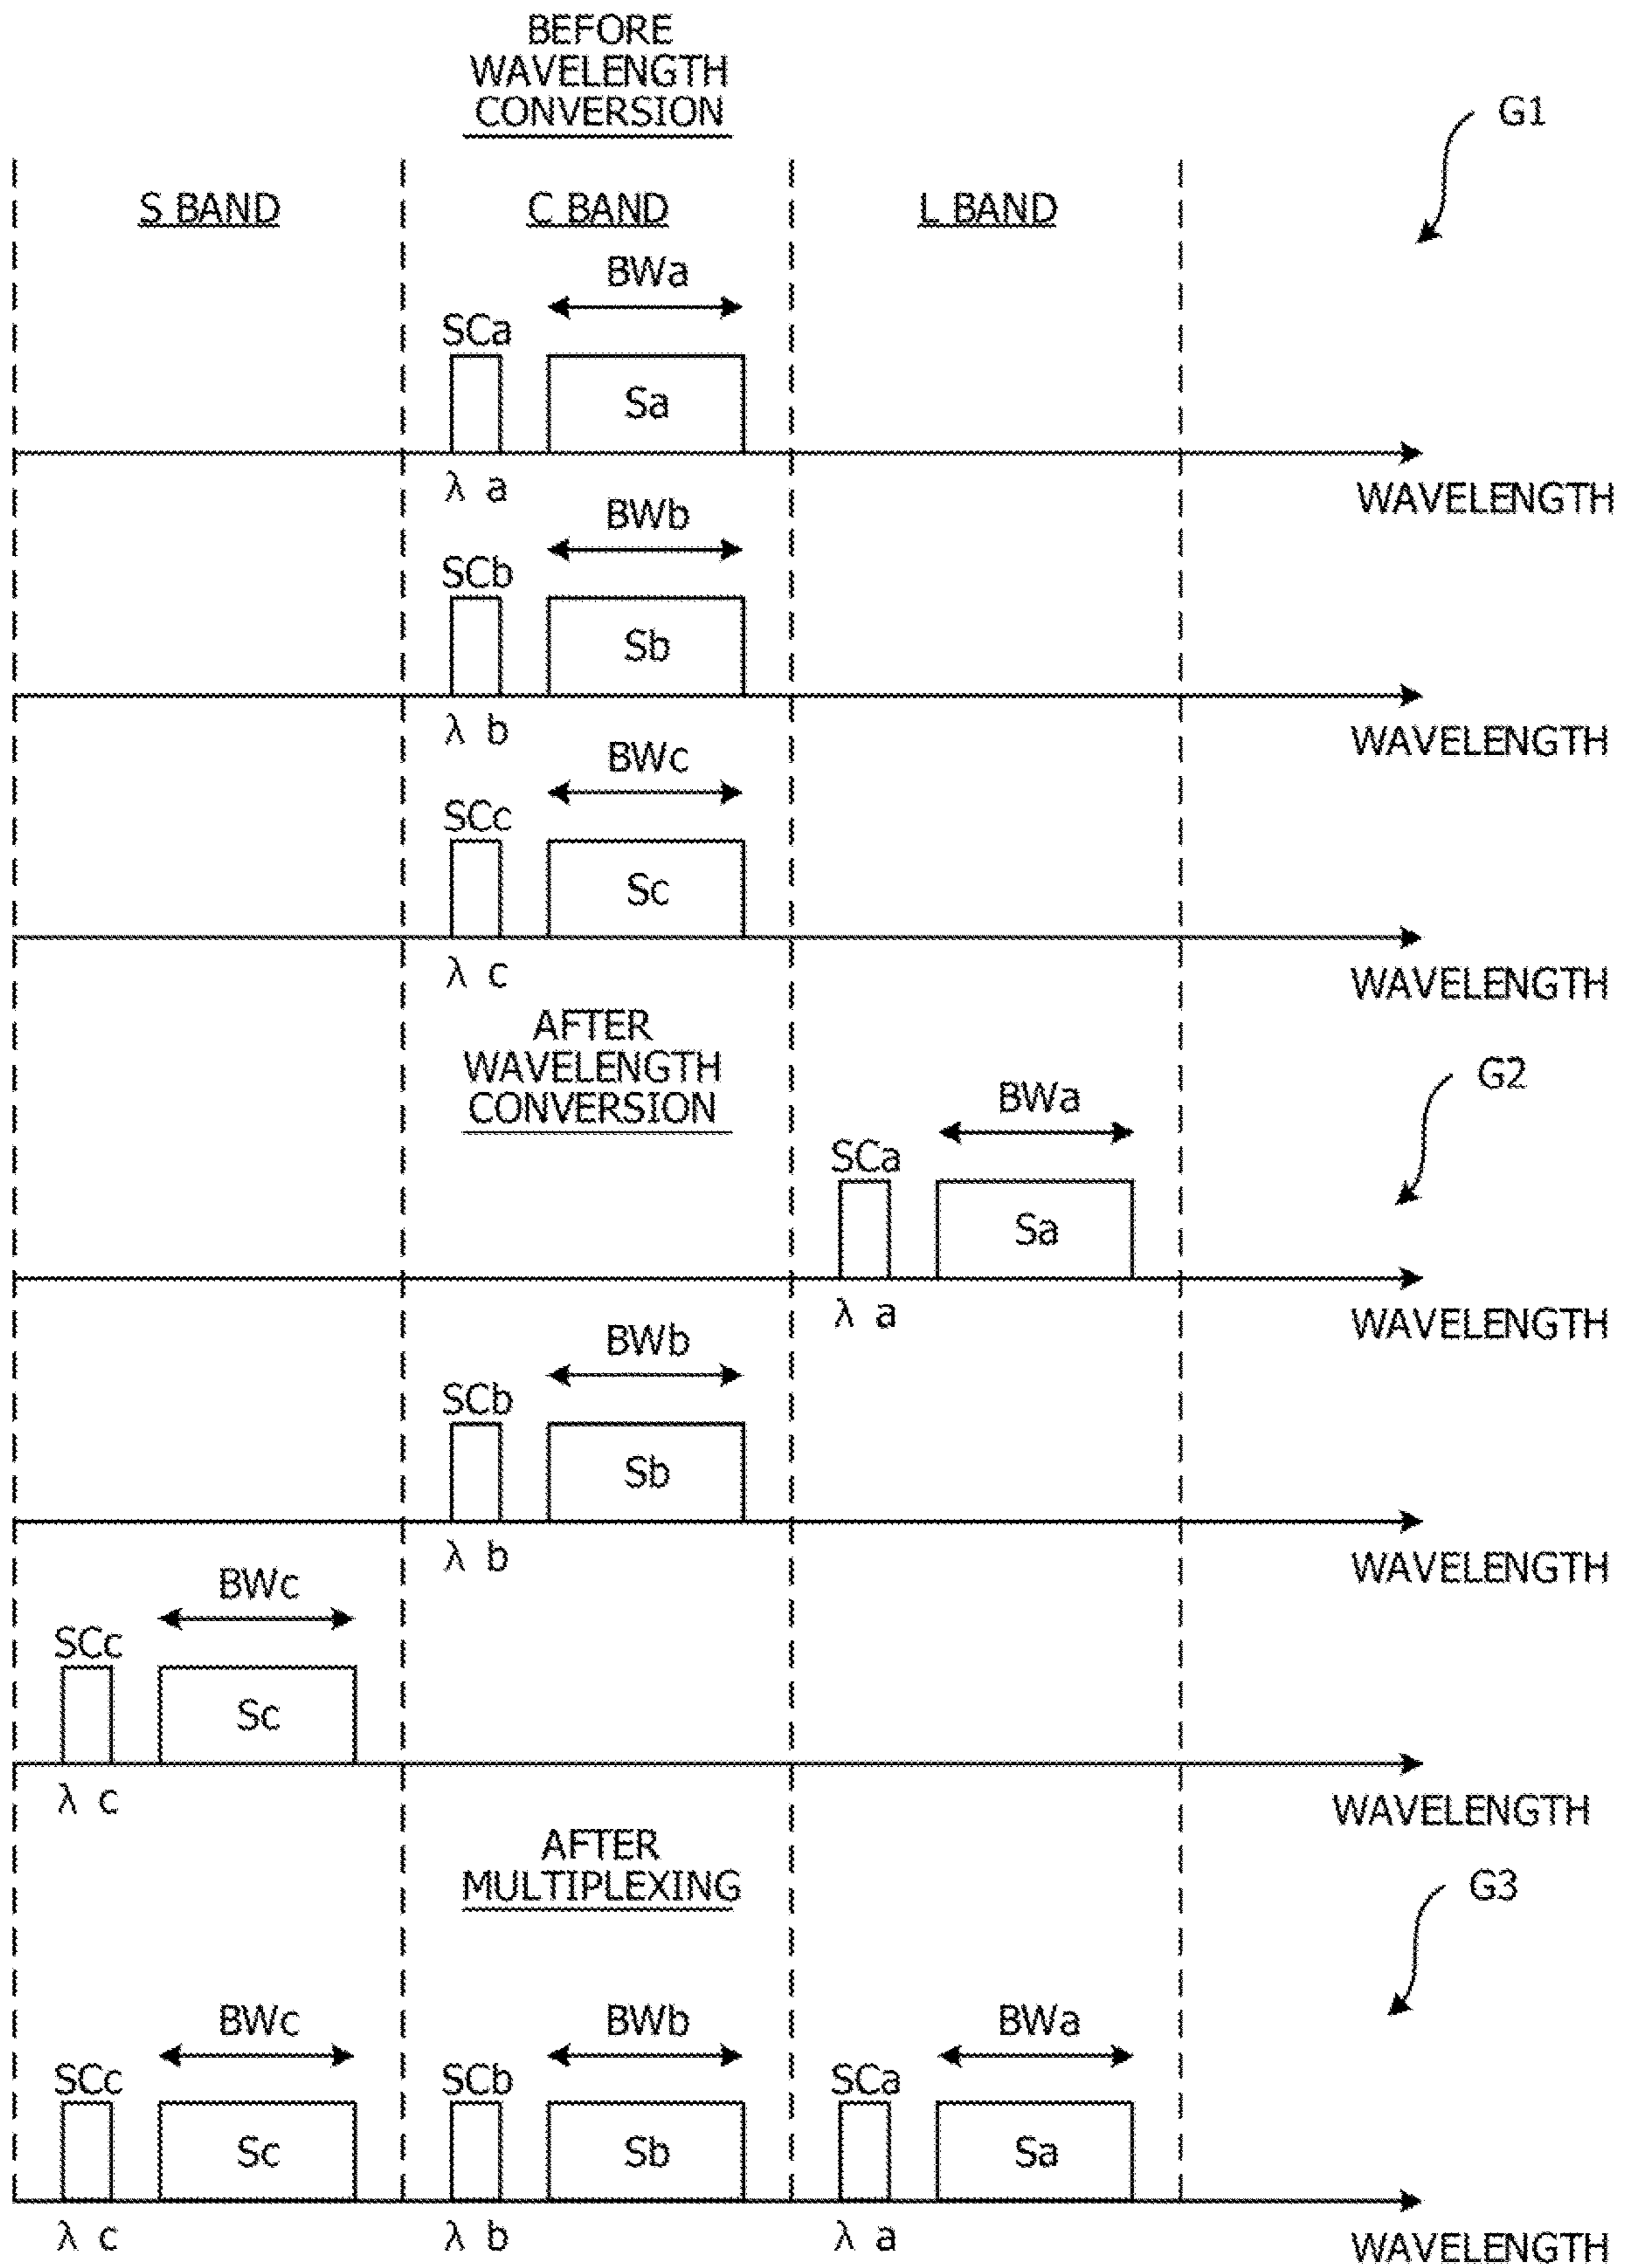 BEFORE
WAVELENGTH
CONVERSION
G1
S BAND
C BAND
L BAND
BWa
SCa
Sa
λ a
WAVELENGTH
BWb
SCb
Sb
λ b
WAVELENGTH
BWc
SCc
Sc
λ c
WAVELENGTH
AFTER
WAVELENGTH
CONVERSION
G2
BWa
SCa
Sa
λ a
WAVELENGTH
BWb
SCb
Sb
λ b
WAVELENGTH
BWc
SCc
Sc
λ c
WAVELENGTH
AFTER
MULTIPLEXING
G3
BWc
BWb
BWa
SCc
SCb
SCa
Sc
Sb
Sa
λ c
λ b
λ a
WAVELENGTH